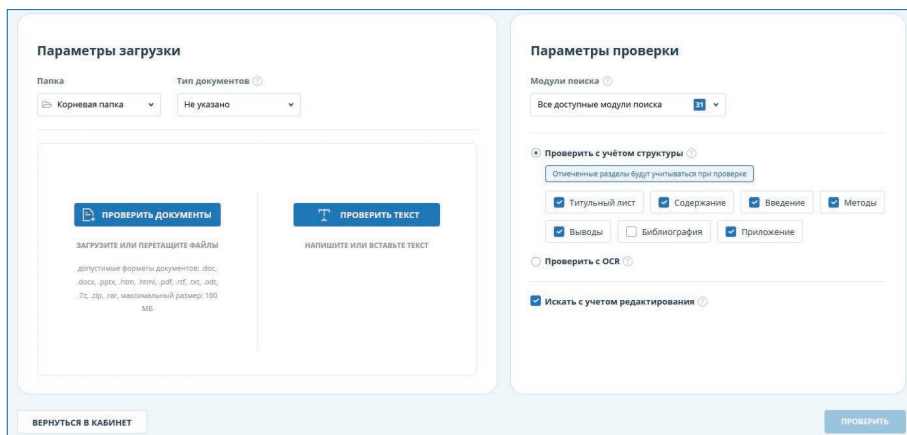 Параметры загрузки
Папка
Тип документов ?
Корневая папка
Не указано
ПРОВЕРИТЬ ДОКУМЕНТЫ
ЗАГРУЗИТЕ ИЛИ ПЕРЕТАЩИТЕ ФАЙЛЫ
допустимые форматы документов: .doc,
.docx, .pptx, .htm, .html, .pdf, .rtf, .txt, .odt,
.7z, .zip, .rar, максимальный размер: 100
МБ
ПРОВЕРИТЬ ТЕКСТ
НАПИШИТЕ ИЛИ ВСТАВЬТЕ ТЕКСТ
Параметры проверки
Модули поиска ?
Все доступные модули поиска 31
Проверить с учётом структуры ?
Отмеченные разделы будут учитываться при проверке
Титульный лист
Содержание
Введение
Методы
Выводы
Библиография
Приложение
Проверить с OCR ?
Искать с учетом редактирования ?
ВЕРНУТЬСЯ В КАБИНЕТ
ПРОВЕРИТЬ